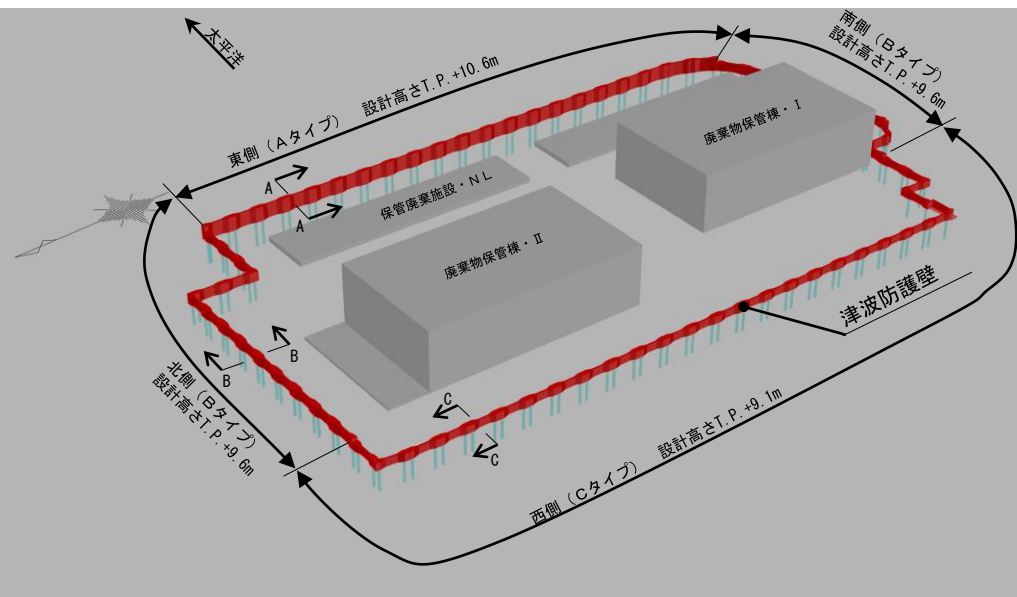 太平洋
南側（Bタイプ）
設計高さT.P.+9.6m
東側（Aタイプ）　設計高さT.P.+10.6m
廃棄物保管棟・Ⅰ
A
A
保管廃棄施設・NL
廃棄物保管棟・Ⅱ
津波防護壁
B
B
北側（Bタイプ）
設計高さT.P.+9.6m
C
C
西側（Cタイプ）　設計高さT.P.+9.1m